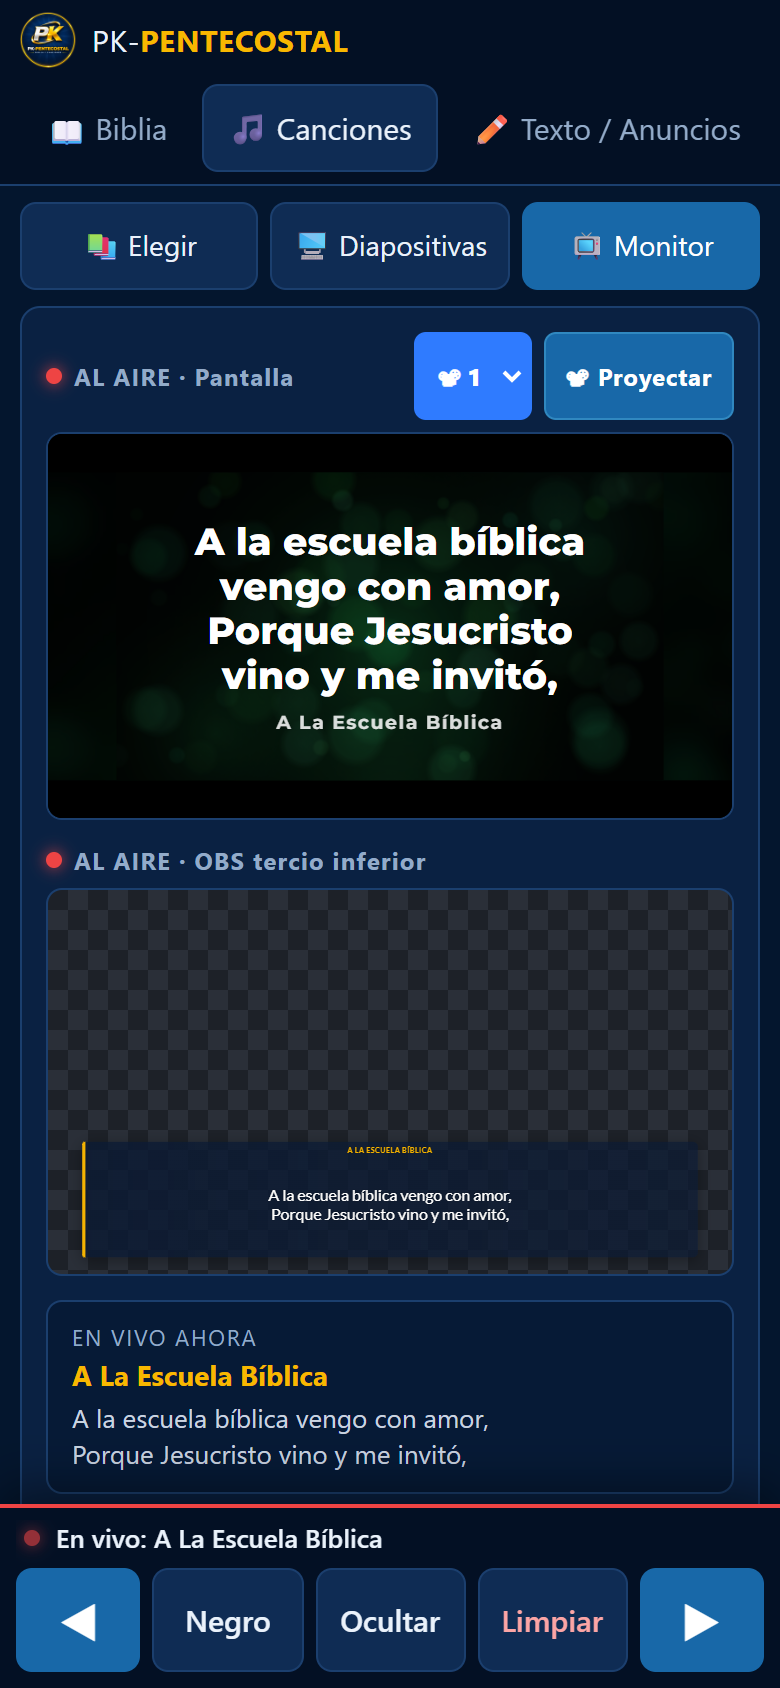 PK
PK-PENTECOSTAL
PK-PENTECOSTAL
Biblia
Canciones
Texto / Anuncios
Elegir
Diapositivas
Monitor
AL AIRE · Pantalla
1
Proyectar
A la escuela bíblica
vengo con amor,
Porque Jesucristo
vino y me invitó,
A La Escuela Bíblica
AL AIRE · OBS tercio inferior
A LA ESCUELA BÍBLICA
A la escuela bíblica vengo con amor,
Porque Jesucristo vino y me invitó,
EN VIVO AHORA
A La Escuela Bíblica
A la escuela bíblica vengo con amor,
Porque Jesucristo vino y me invitó,
En vivo: A La Escuela Bíblica
Negro
Ocultar
Limpiar